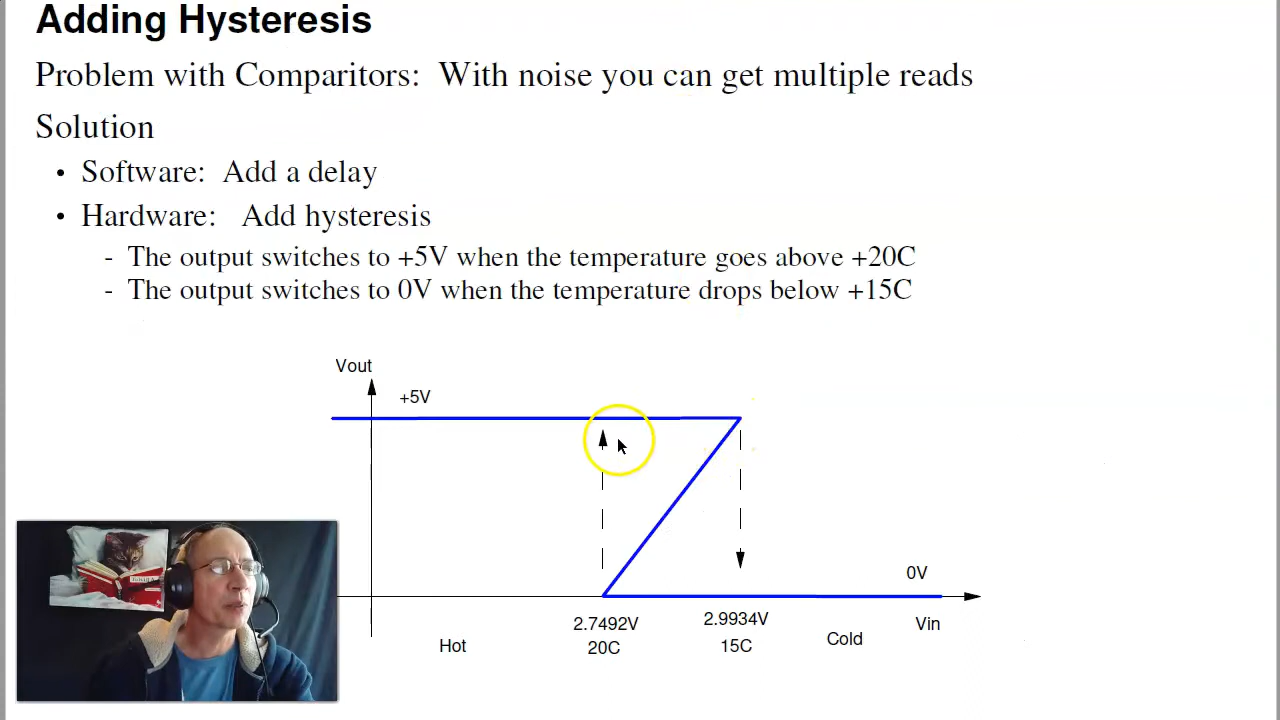 Adding Hysteresis
Problem with Comparitors: With noise you can get multiple reads
Solution
• Software: Add a delay
• Hardware: Add hysteresis
- The output switches to +5V when the temperature goes above +20C
- The output switches to 0V when the temperature drops below +15C
Vout
+5V
0V
2.7492V
2.9934V
Vin
20C
15C
Hot
Cold